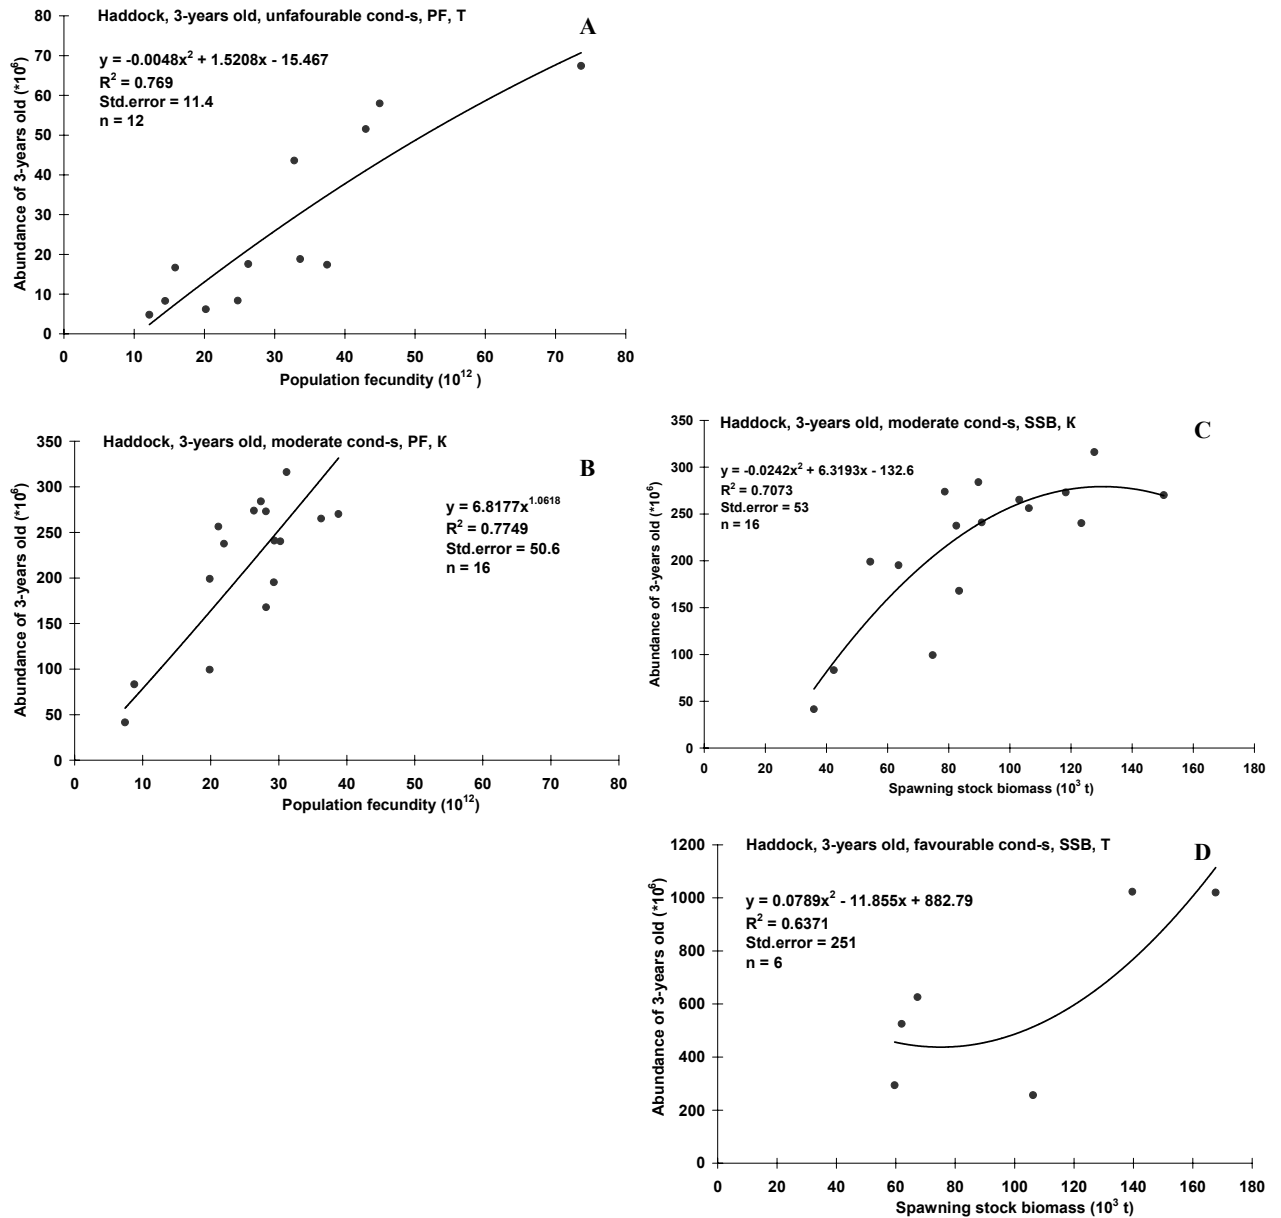 Haddock, 3-years old, unfafourable cond-s, PF, T
A
y = -0.0048x² + 1.5208x - 15.467
R² = 0.769
Std.error = 11.4
n = 12
Abundance of 3-years old (*10⁶)
80
70
60
50
40
30
20
10
0
0 10 20 30 40 50 60 70 80
Population fecundity (10¹² )
Haddock, 3-years old, moderate cond-s, PF, К
B
y = 6.8177x¹·⁰⁶¹⁸
R² = 0.7749
Std.error = 50.6
n = 16
Abundance of 3-years old (*10⁶)
350
300
250
200
150
100
50
0
0 10 20 30 40 50 60 70 80
Population fecundity (10¹²)
Haddock, 3-years old, moderate cond-s, SSB, К
C
y = -0.0242x² + 6.3193x - 132.6
R² = 0.7073
Std.error = 53
n = 16
Abundance of 3-years old (*10⁶)
350
300
250
200
150
100
50
0
0 20 40 60 80 100 120 140 160 180
Spawning stock biomass (10³ t)
Haddock, 3-years old, favourable cond-s, SSB, T
D
y = 0.0789x² - 11.855x + 882.79
R² = 0.6371
Std.error = 251
n = 6
Abundance of 3-years old (*10⁶)
1200
1000
800
600
400
200
0
0 20 40 60 80 100 120 140 160 180
Spawning stock biomass (10³ t)